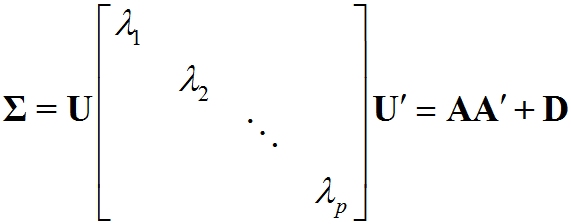 Σ = U [ λ₁ λ₂ ⋱ λₚ ] U′ = AA′ + D